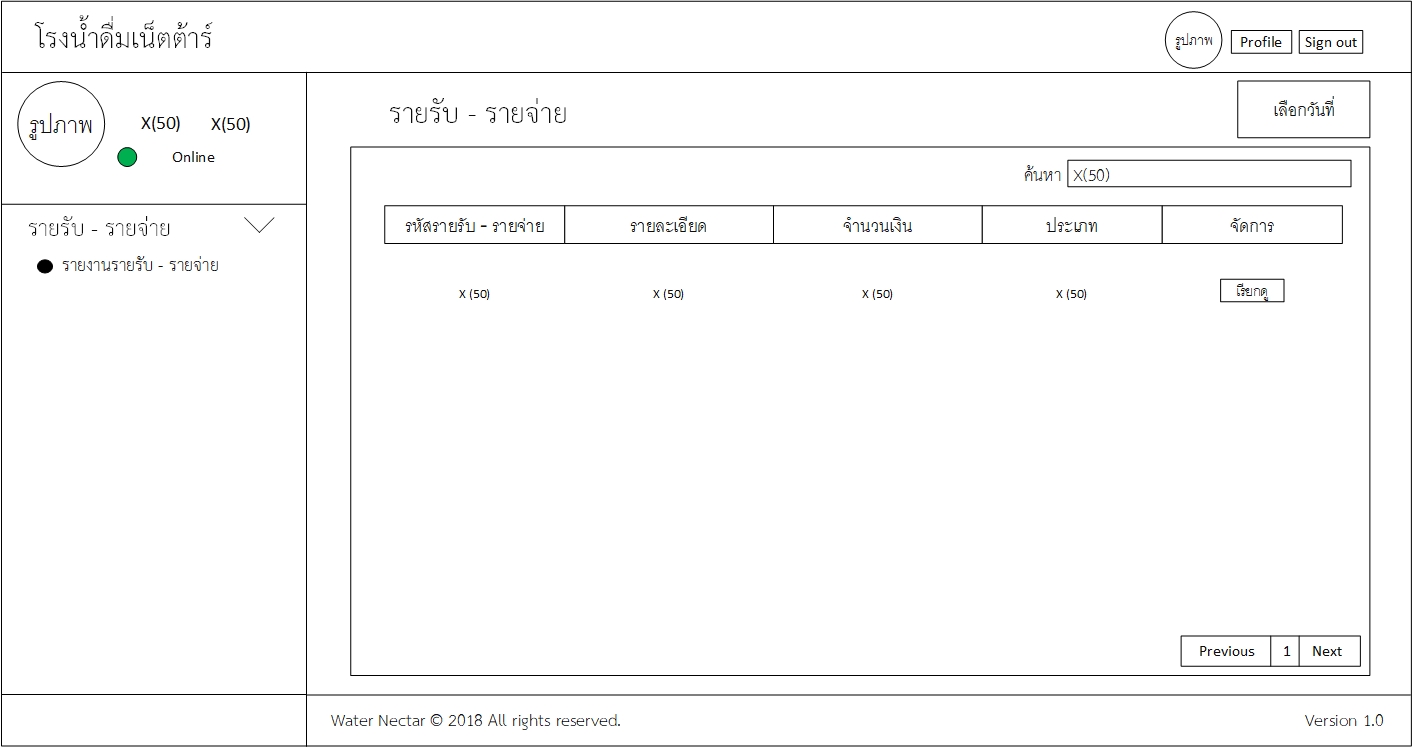 โรงน้ำดื่มเน็ตต้าร์
รูปภาพ Profile Sign out
รูปภาพ X(50) X(50)
Online
รายรับ - รายจ่าย
รายงานรายรับ - รายจ่าย
รายรับ - รายจ่าย
เลือกวันที่
ค้นหา X(50)
รหัสรายรับ - รายจ่าย รายละเอียด จำนวนเงิน ประเภท จัดการ
X (50) X (50) X (50) X (50) เรียกดู
Previous 1 Next
Water Nectar © 2018 All rights reserved. Version 1.0